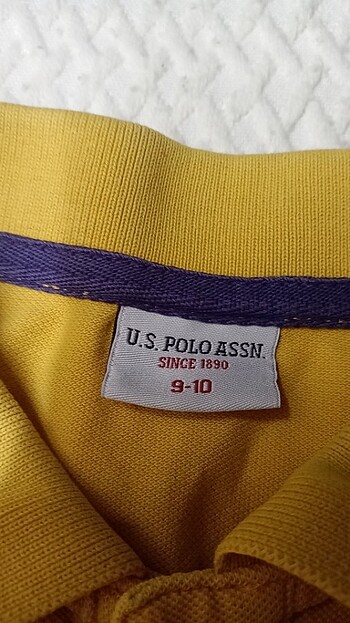 U.S. POLO ASSN.
SINCE 1890
9-10